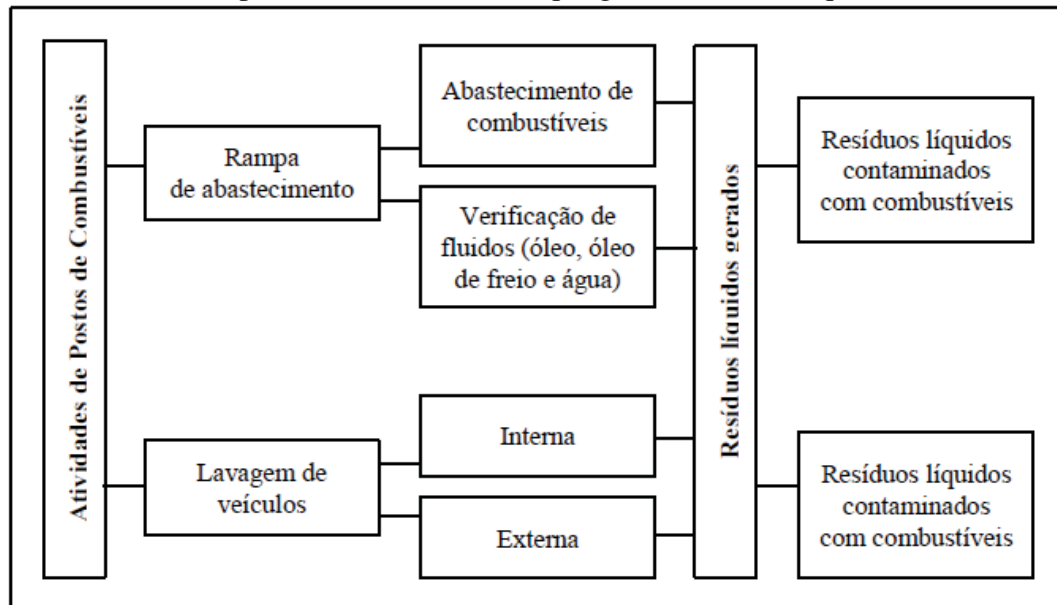 Atividades de Postos de Combustíveis
Rampa
de abastecimento
Abastecimento de
combustíveis
Verificação de
fluidos (óleo, óleo
de freio e água)
Lavagem de
veículos
Interna
Externa
Resíduos líquidos gerados
Resíduos líquidos
contaminados
com combustíveis
Resíduos líquidos
contaminados
com combustíveis